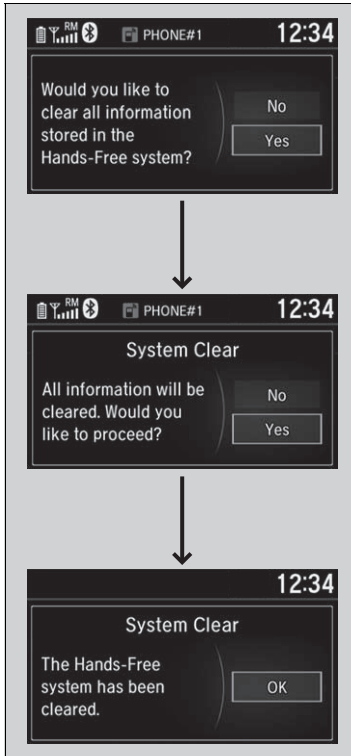 RM PHONE#1 12:34
Would you like to
clear all information
stored in the
Hands-Free system?
No
Yes
RM PHONE#1 12:34
System Clear
All information will be
cleared. Would you
like to proceed?
No
Yes
12:34
System Clear
The Hands-Free
system has been
cleared.
OK